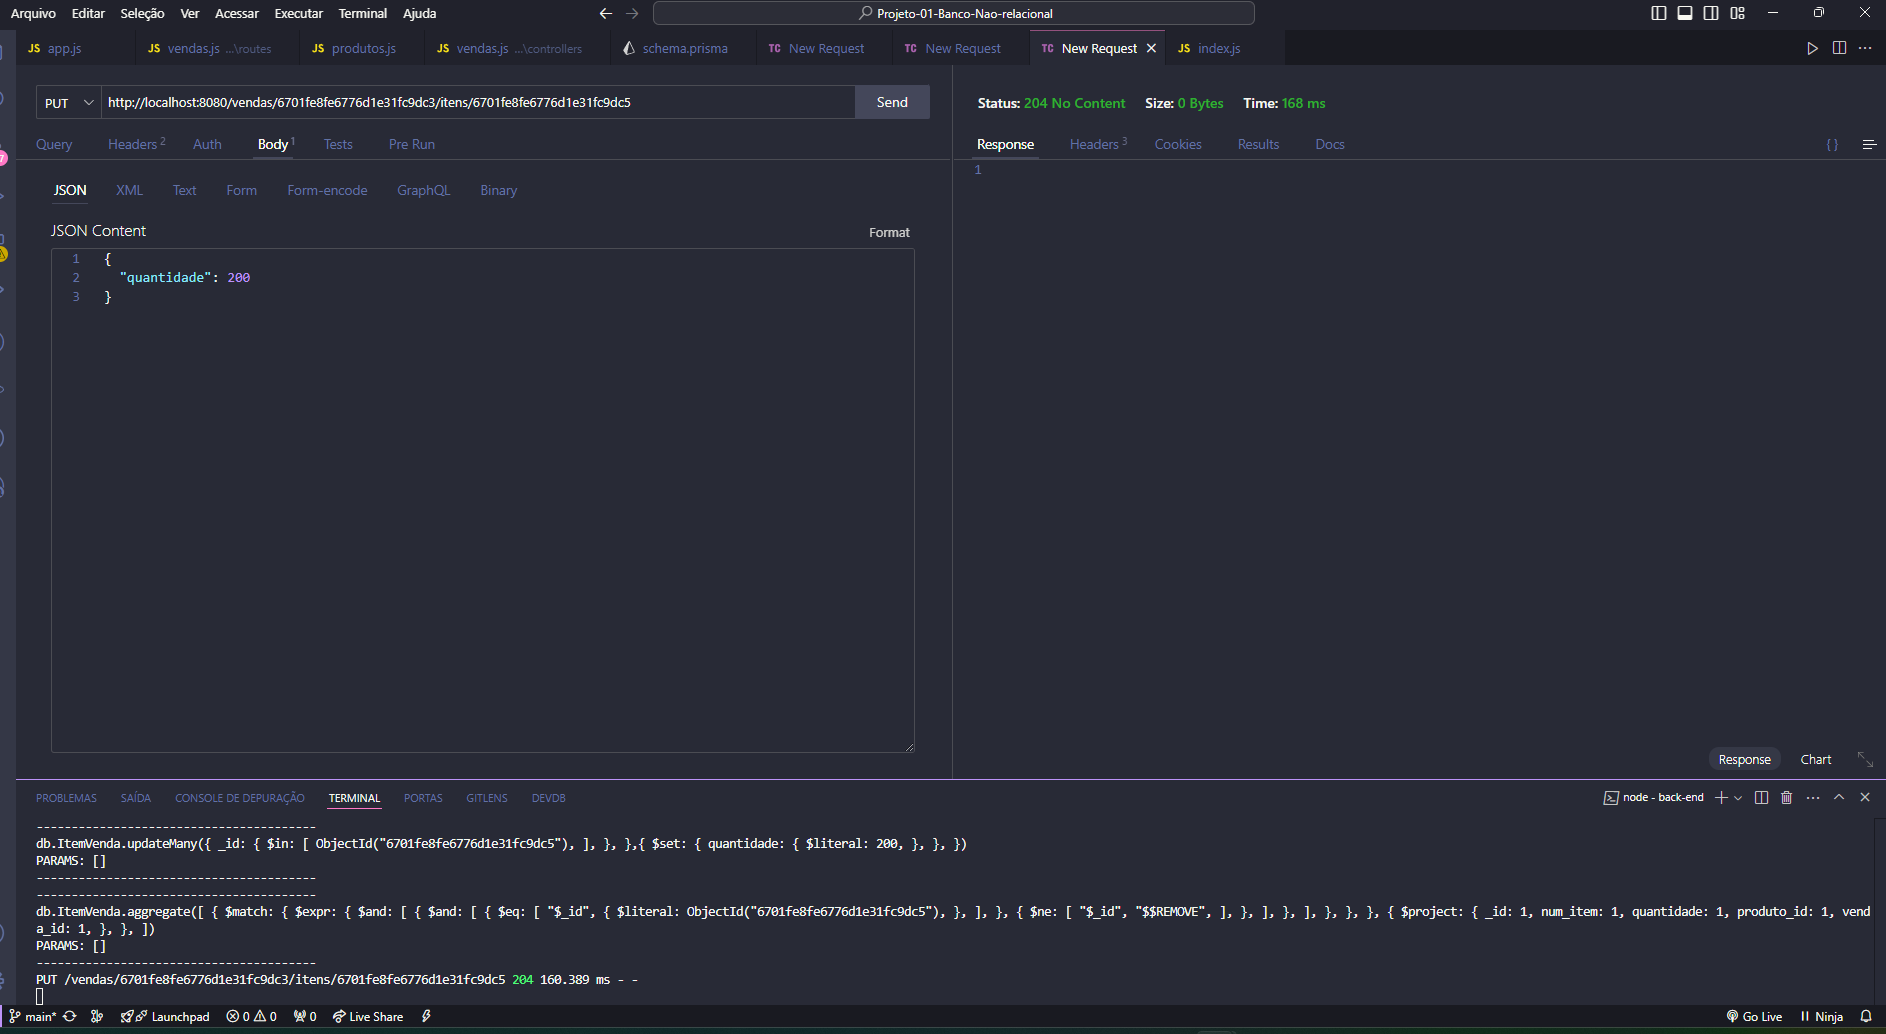 Arquivo Editar Seleção Ver Acessar Executar Terminal Ajuda
Projeto-01-Banco-Nao-relacional
JS app.js JS vendas.js ...\routes JS produtos.js JS vendas.js ...\controllers schema.prisma TC New Request TC New Request TC New Request JS index.js
PUT http://localhost:8080/vendas/6701fe8fe6776d1e31fc9dc3/itens/6701fe8fe6776d1e31fc9dc5 Send
Query Headers 2 Auth Body 1 Tests Pre Run
JSON XML Text Form Form-encode GraphQL Binary
JSON Content Format
1 {
2 "quantidade": 200
3 }
Status: 204 No Content Size: 0 Bytes Time: 168 ms
Response Headers 3 Cookies Results Docs { }
1
Response Chart
PROBLEMAS SAÍDA CONSOLE DE DEPURAÇÃO TERMINAL PORTAS GITLENS DEVDB
node - back-end
----------------------------------------
db.ItemVenda.updateMany({ _id: { $in: [ ObjectId("6701fe8fe6776d1e31fc9dc5"), ], }, },{ $set: { quantidade: { $literal: 200, }, }, })
PARAMS: []
----------------------------------------
----------------------------------------
db.ItemVenda.aggregate([ { $match: { $expr: { $and: [ { $and: [ { $eq: [ "$_id", { $literal: ObjectId("6701fe8fe6776d1e31fc9dc5"), }, ], }, { $ne: [ "$_id", "$$REMOVE", ], }, ], }, ], }, }, }, { $project: { _id: 1, num_item: 1, quantidade: 1, produto_id: 1, vend
a_id: 1, }, }, ])
PARAMS: []
----------------------------------------
PUT /vendas/6701fe8fe6776d1e31fc9dc3/itens/6701fe8fe6776d1e31fc9dc5 204 160.389 ms - -
main* Launchpad 0 0 0 Live Share Go Live Ninja